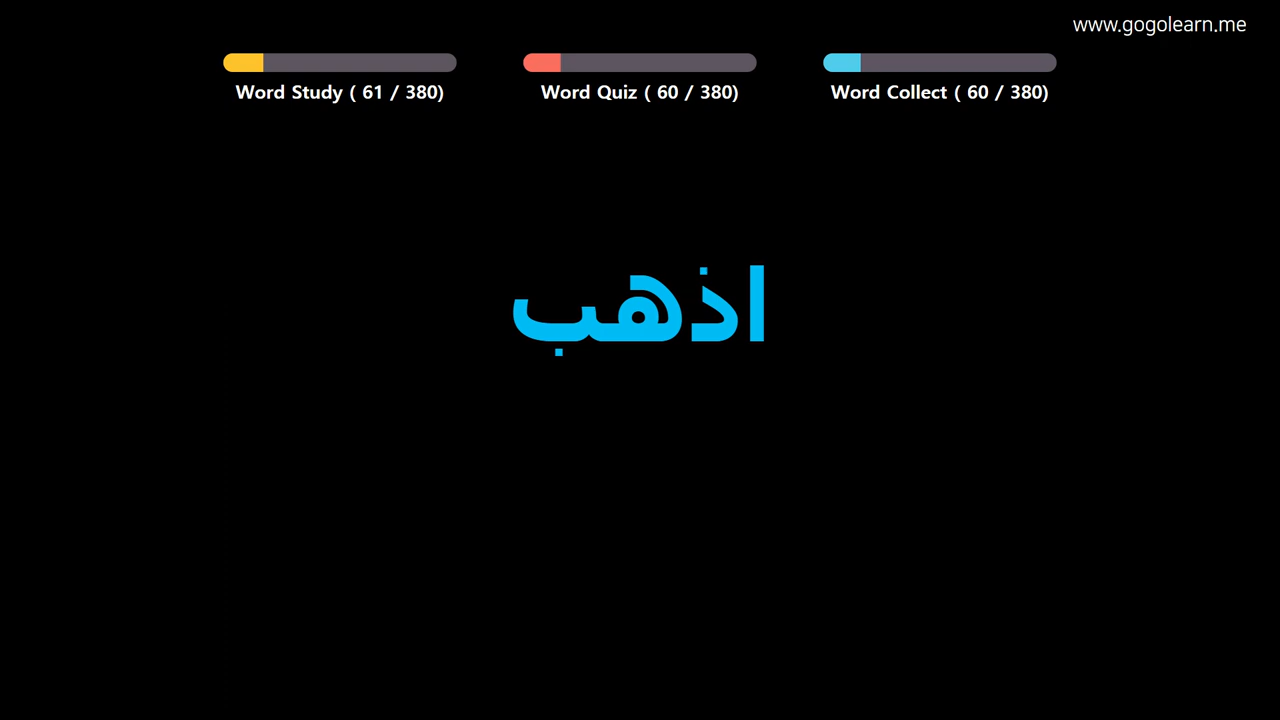 www.gogolearn.me
Word Study ( 61 / 380)
Word Quiz ( 60 / 380)
Word Collect ( 60 / 380)
اذهب